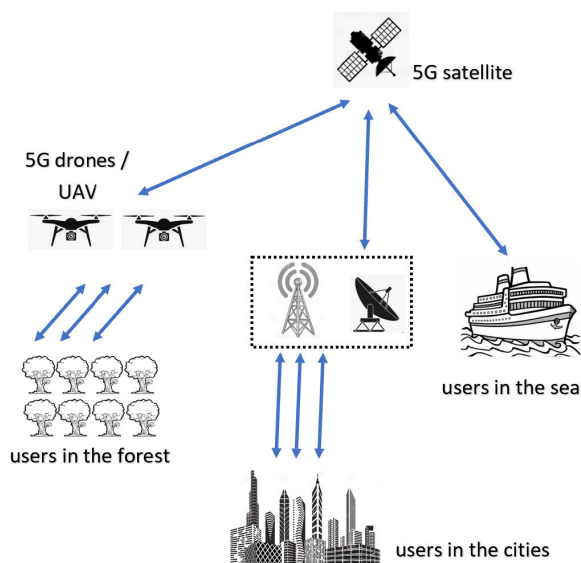 5G satellite
5G drones /
UAV
users in the sea
users in the forest
users in the cities